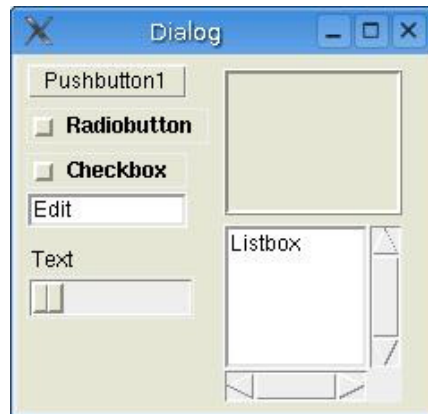 Dialog
Pushbutton1
Radiobutton
Checkbox
Edit
Text
Listbox